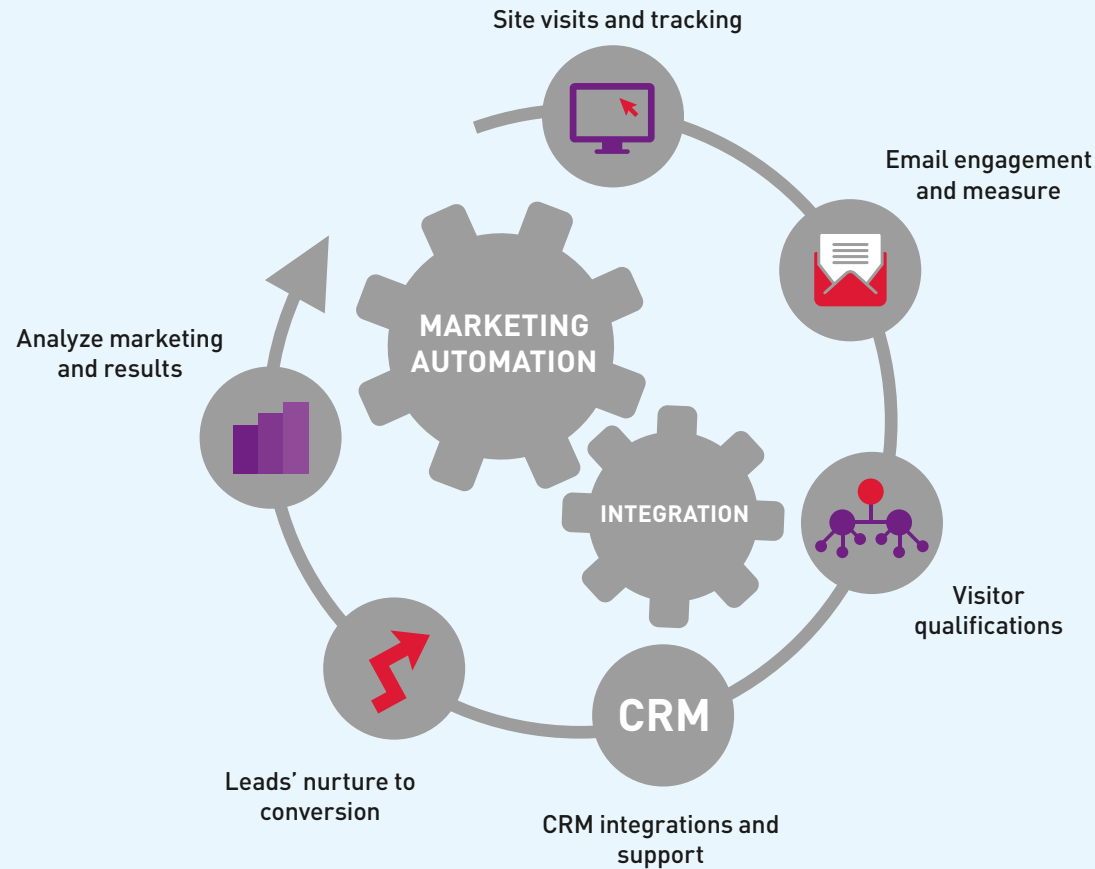 Site visits and tracking
Email engagement
and measure
MARKETING
AUTOMATION
Analyze marketing
and results
INTEGRATION
Visitor
qualifications
CRM
Leads’ nurture to
conversion
CRM integrations and
support